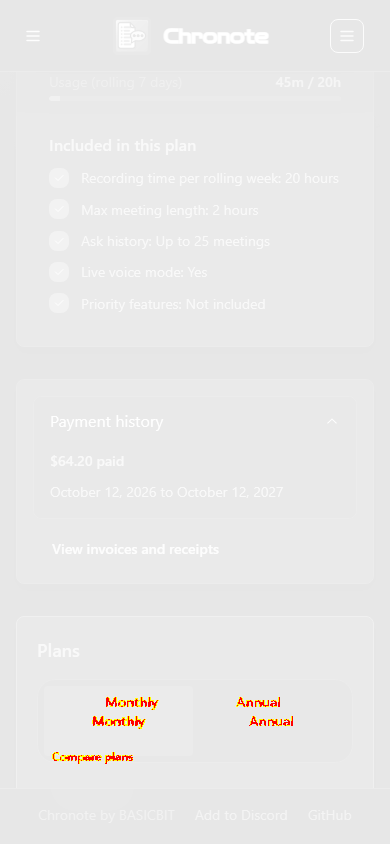 Chronote
Usage (rolling 7 days) 45m / 20h
Included in this plan
Recording time per rolling week: 20 hours
Max meeting length: 2 hours
Ask history: Up to 25 meetings
Live voice mode: Yes
Priority features: Not included
Payment history
$64.20 paid
October 12, 2026 to October 12, 2027
View invoices and receipts
Plans
Monthly Annual
Monthly Annual
Compare plans
Chronote by BASICBIT Add to Discord GitHub